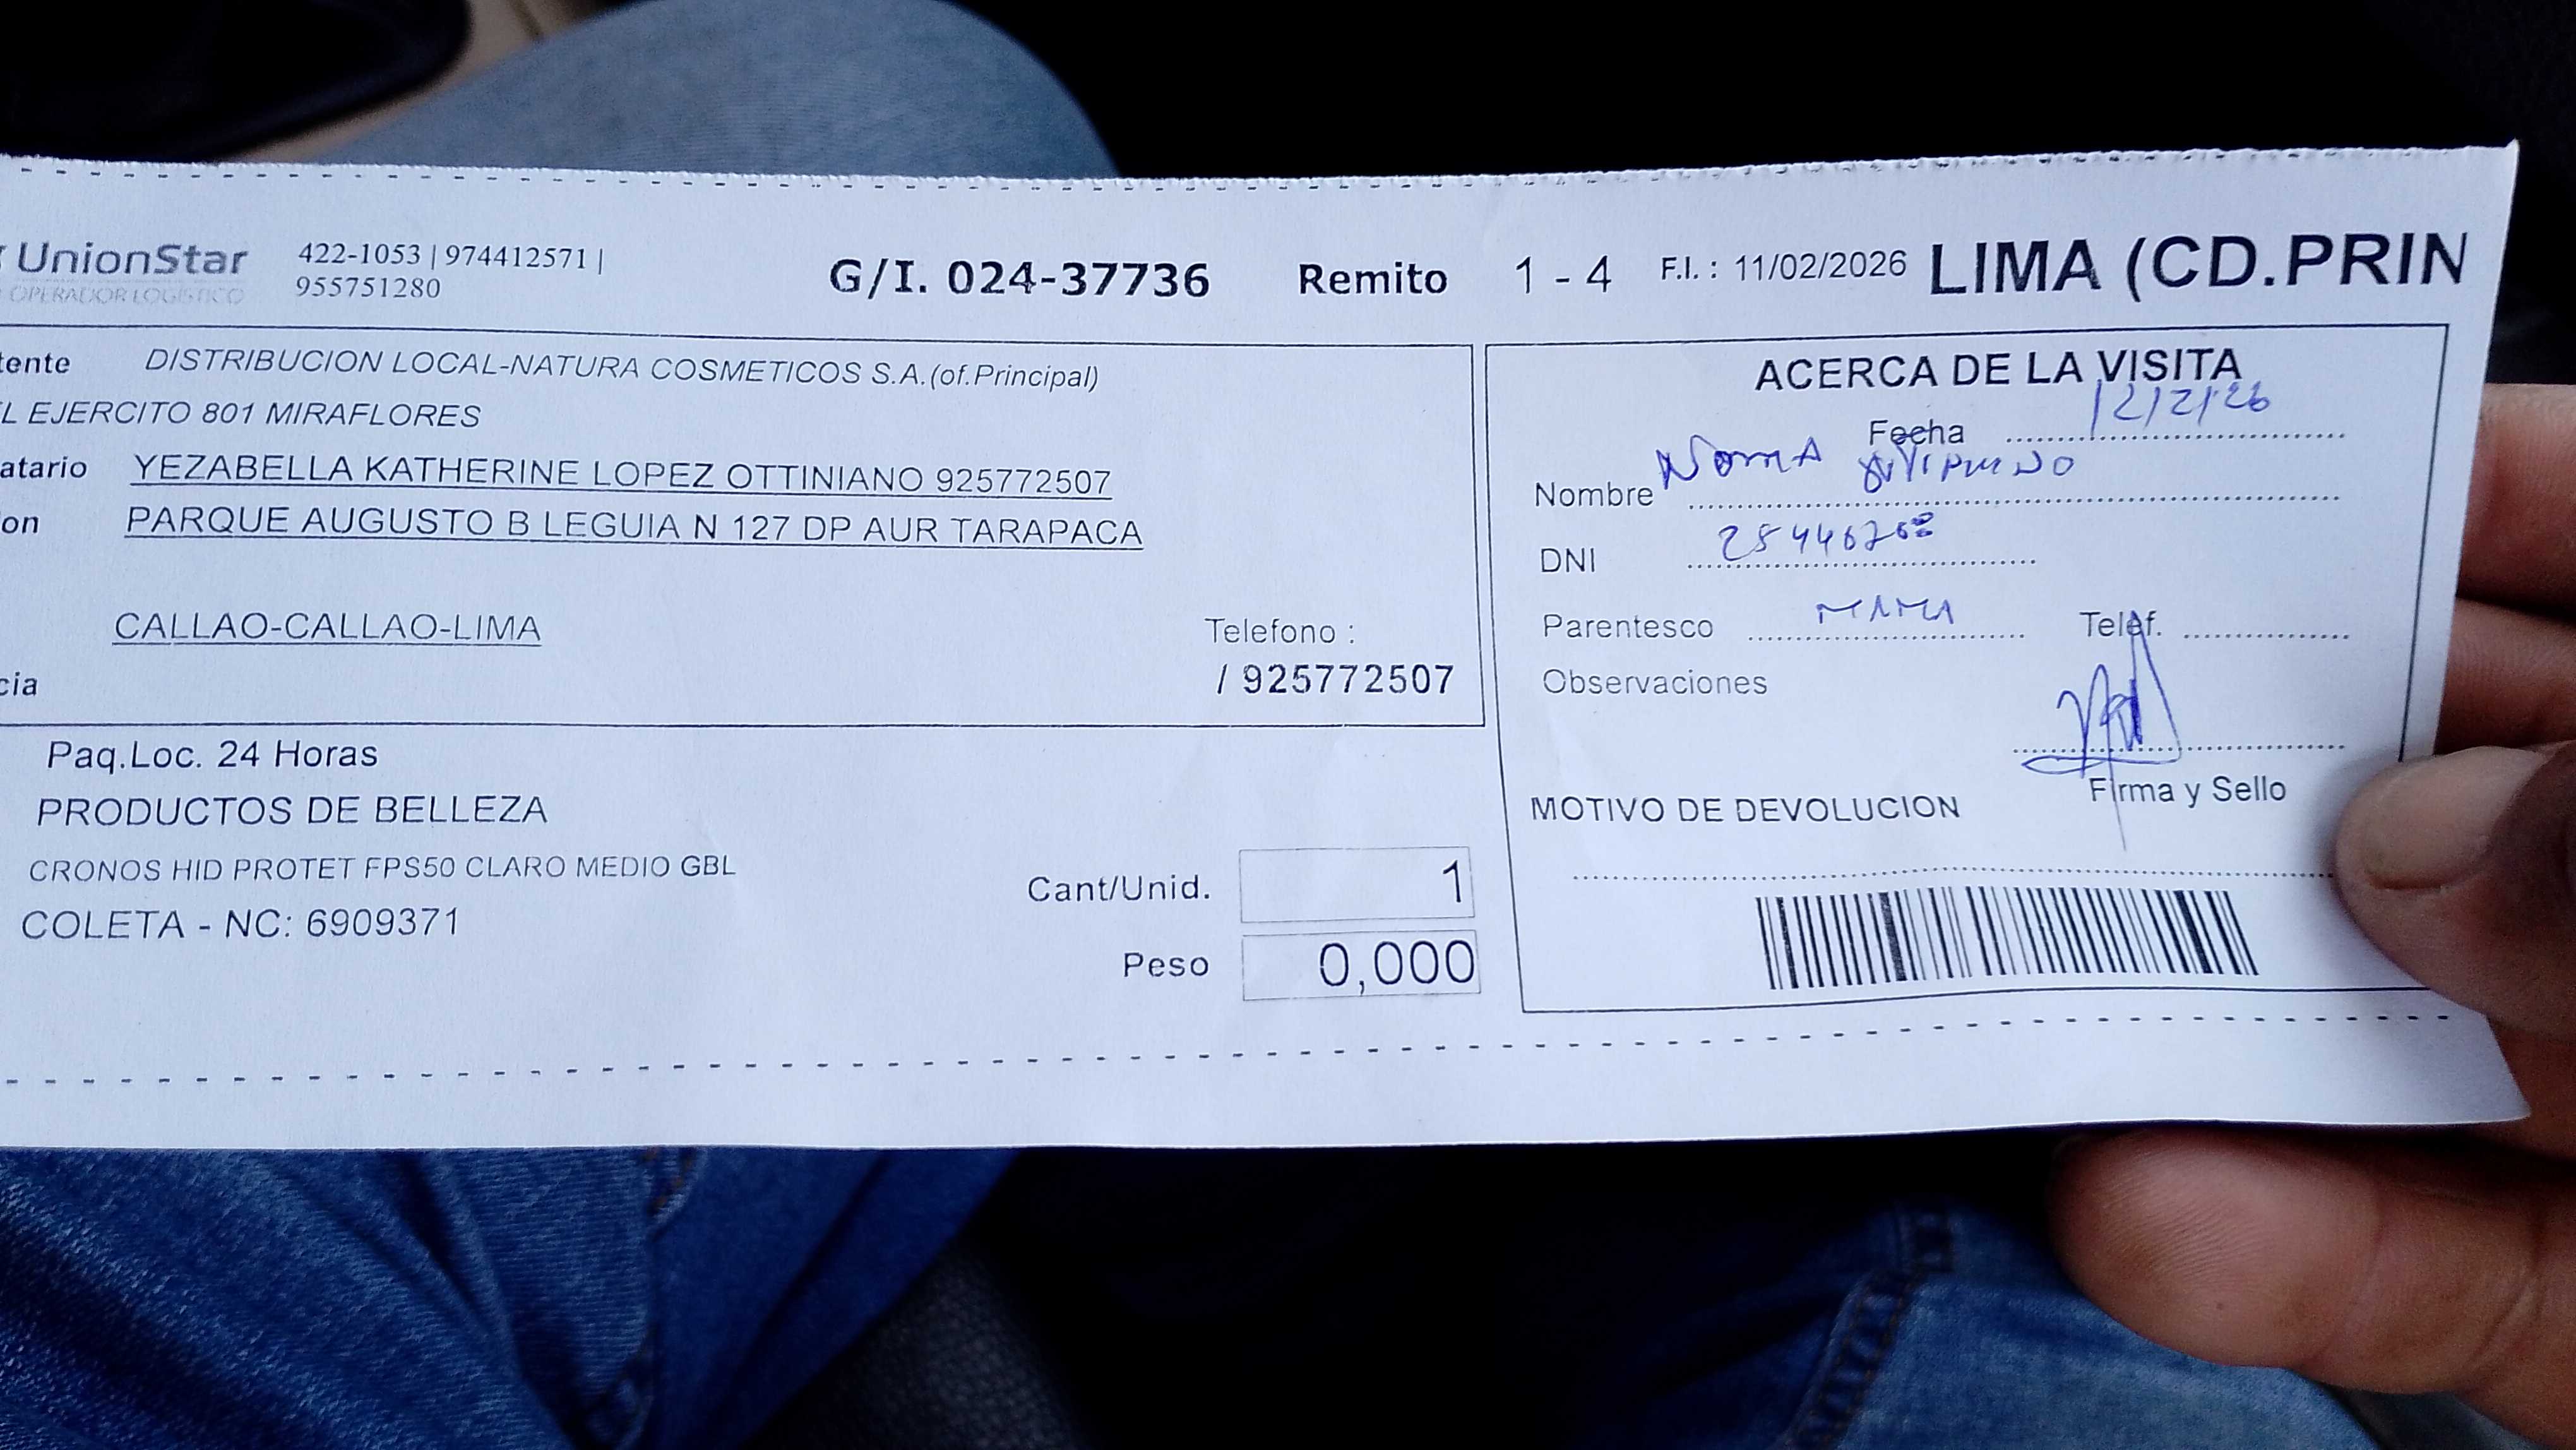 UnionStar
OPERADOR LOGISTICO
422-1053 | 974412571 |
955751280
G/I. 024-37736 Remito 1 - 4 F.I. : 11/02/2026 LIMA (CD.PRIN
tente DISTRIBUCION LOCAL-NATURA COSMETICOS S.A.(of.Principal)
L EJERCITO 801 MIRAFLORES
atario YEZABELLA KATHERINE LOPEZ OTTINIANO 925772507
on PARQUE AUGUSTO B LEGUIA N 127 DP AUR TARAPACA
CALLAO-CALLAO-LIMA
Telefono :
cia / 925772507
Paq.Loc. 24 Horas
PRODUCTOS DE BELLEZA
CRONOS HID PROTET FPS50 CLARO MEDIO GBL
COLETA - NC: 6909371
Cant/Unid. 1
Peso 0,000
ACERCA DE LA VISITA
Fecha 12/2/26
Nombre
DNI
Parentesco MAMA Telef.
Observaciones
Firma y Sello
MOTIVO DE DEVOLUCION